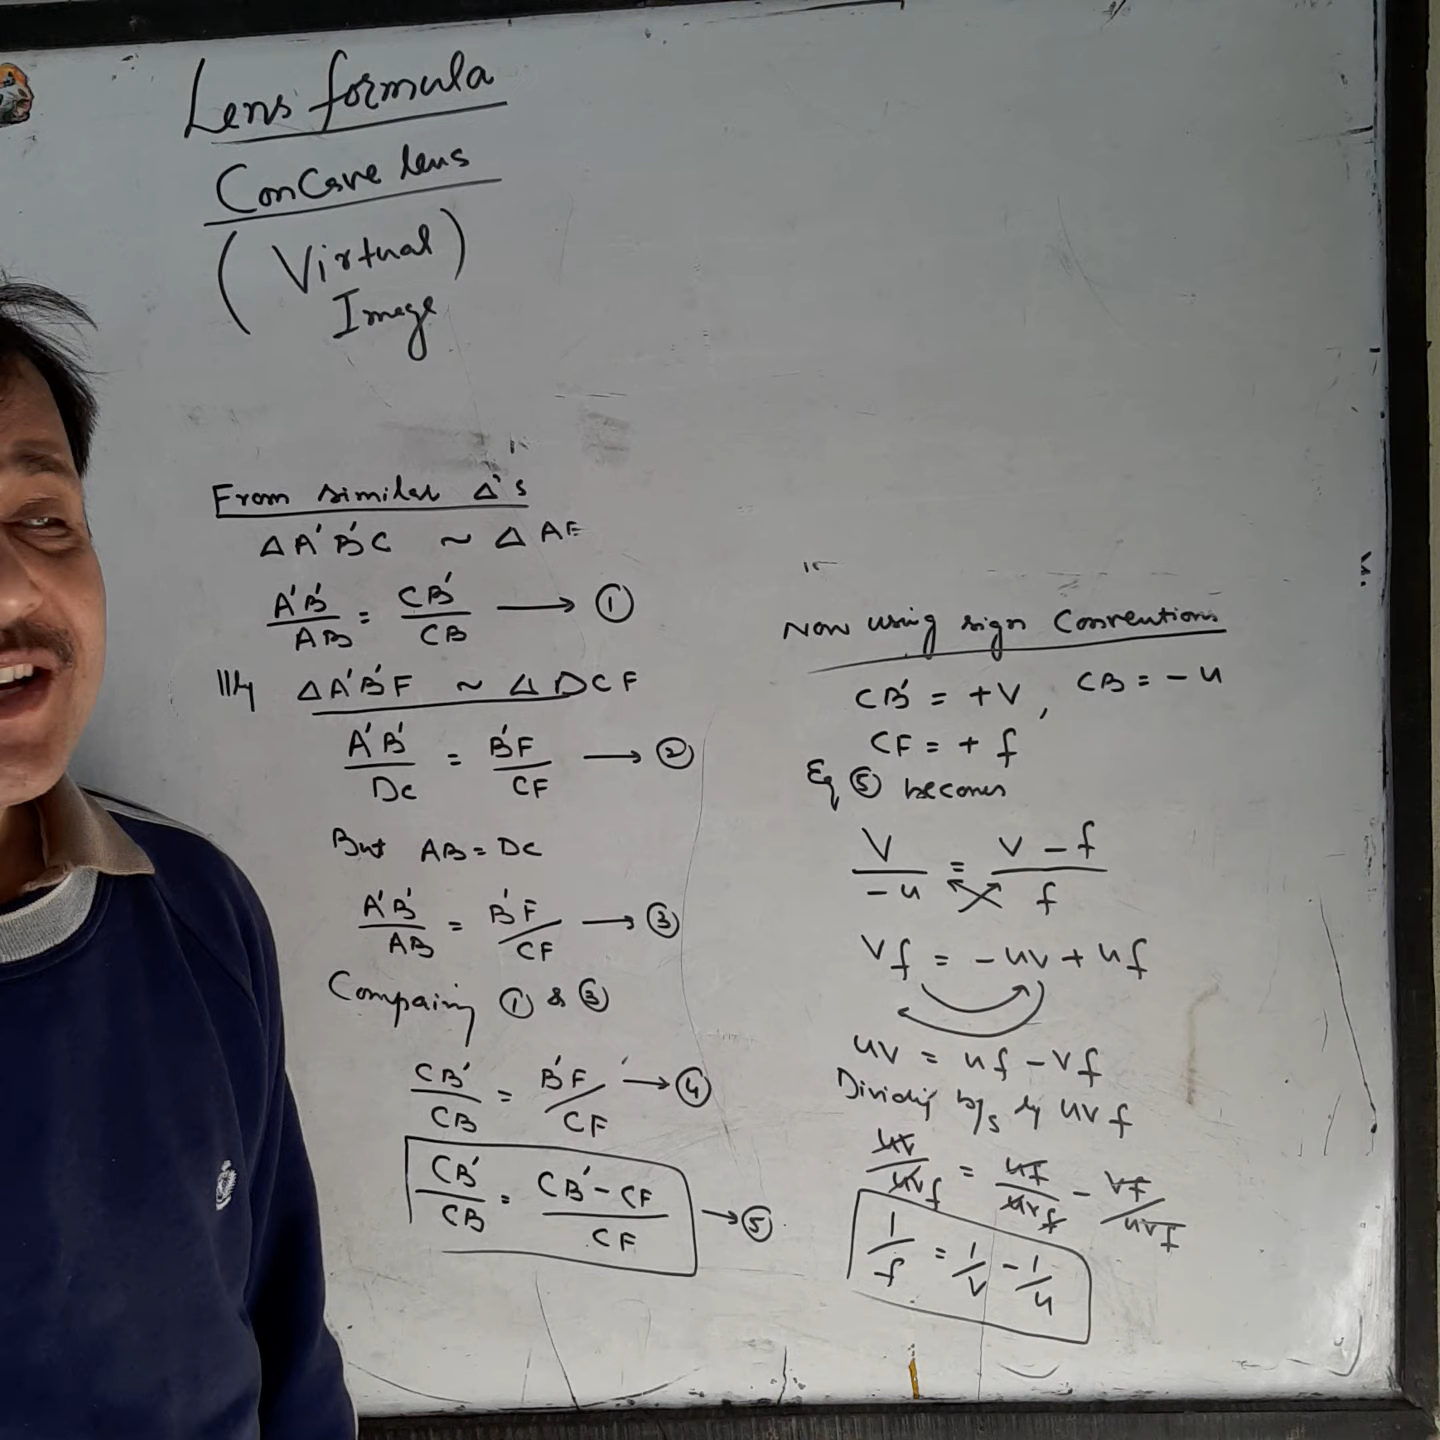 Lens formula
Concave lens
(Virtual)
Image
From similar Δ's
ΔA'B'C ~ ΔAE
A'B'/AB = CB'/CB → ①
llly ΔA'B'F ~ ΔDCF
A'B'/DC = B'F/CF → ②
But AB = DC
A'B'/AB = B'F/CF → ③
Comparing ① & ③
CB'/CB = B'F/CF → ④
CB'/CB = CB'-CF/CF → ⑤
Now using sign Conventions
CB' = +V, CB = -u
CF = + f
Eq ⑤ becomes
V/-u = V-f/f
Vf = -uv + uf
uv = uf - vf
Dividing b/s by uvf
uv/uvf = uf/uvf - vf/uvf
1/f = 1/v - 1/u